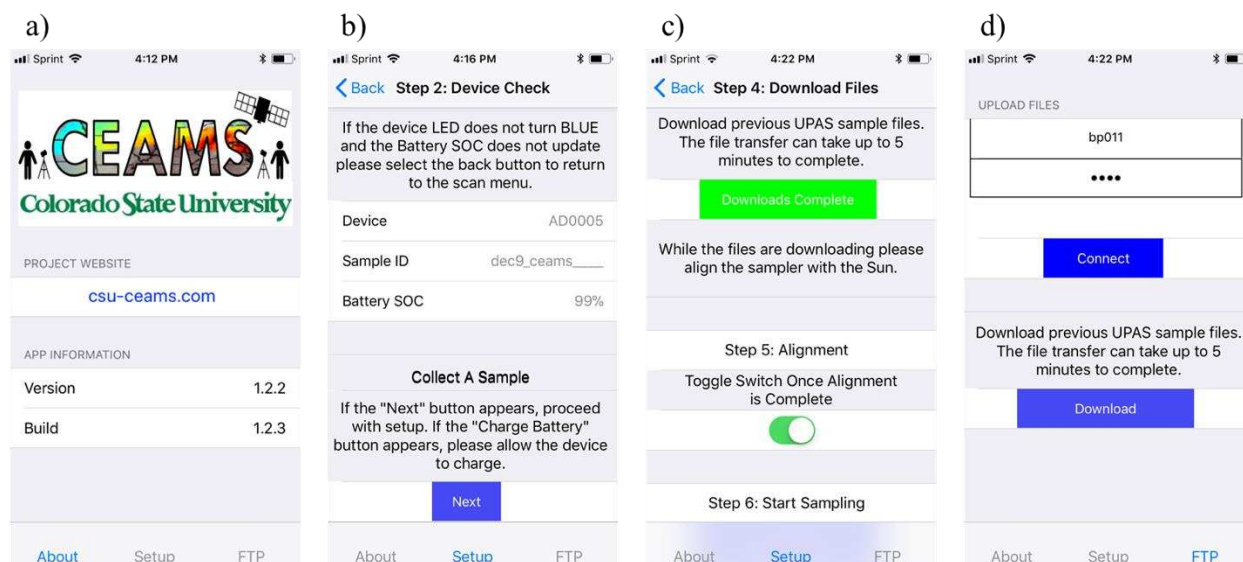 a)
Sprint 4:12 PM
CEAMS
Colorado State University
PROJECT WEBSITE
csu-ceams.com
APP INFORMATION
Version 1.2.2
Build 1.2.3
About Setup FTP
b)
Sprint 4:16 PM
Back Step 2: Device Check
If the device LED does not turn BLUE
and the Battery SOC does not update
please select the back button to return
to the scan menu.
Device AD0005
Sample ID dec9_ceams____
Battery SOC 99%
Collect A Sample
If the "Next" button appears, proceed
with setup. If the "Charge Battery"
button appears, please allow the device
to charge.
Next
About Setup FTP
c)
Sprint 4:22 PM
Back Step 4: Download Files
Download previous UPAS sample files.
The file transfer can take up to 5
minutes to complete.
Downloads Complete
While the files are downloading please
align the sampler with the Sun.
Step 5: Alignment
Toggle Switch Once Alignment
is Complete
Step 6: Start Sampling
About Setup FTP
d)
Sprint 4:22 PM
UPLOAD FILES
bp011
••••
Connect
Download previous UPAS sample files.
The file transfer can take up to 5
minutes to complete.
Download
About Setup FTP